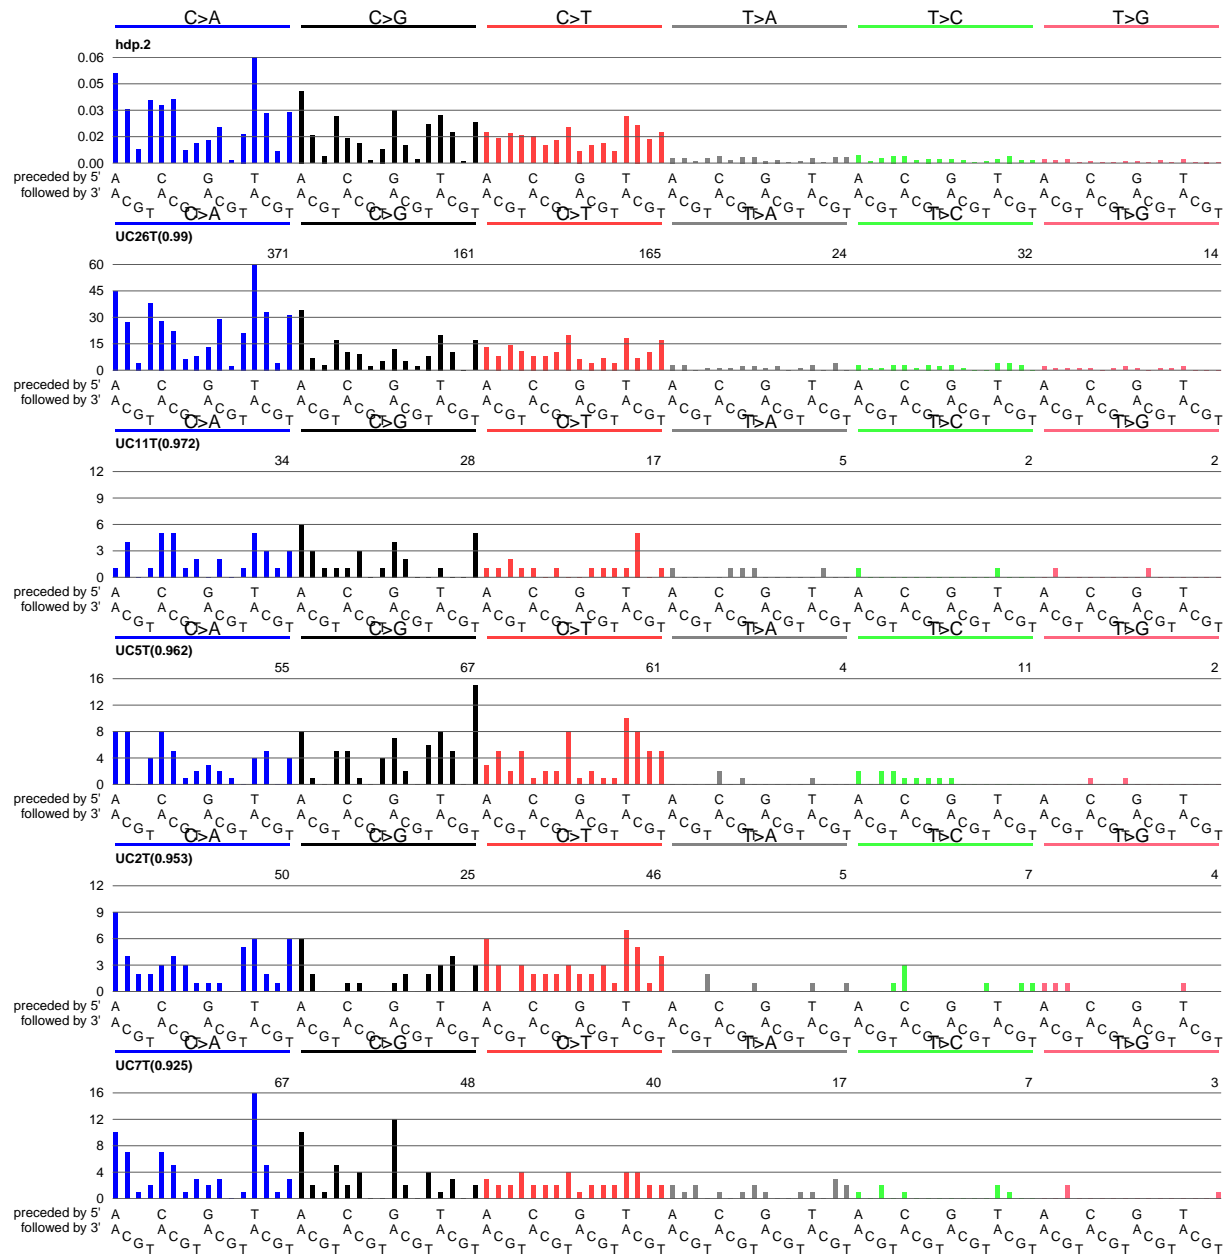 C>A C>G C>T T>A T>C T>G
hdp.2
0.06
0.05
0.03
0.02
0.00
preceded by 5' A C G T A C G T A C G T A C G T A C G T A C G T
followed by 3' A C G T A C G T A C G T A C G T A C G T A C G T A C G T A C G T A C G T A C G T A C G T A C G T A C G T A C G T A C G T A C G T A C G T A C G T A C G T A C G T A C G T A C G T A C G T A C G T
C>A C>G C>T T>A T>C T>G
UC26T(0.99)
371 161 165 24 32 14
60
45
30
15
0
preceded by 5' A C G T A C G T A C G T A C G T A C G T A C G T
followed by 3' A C G T A C G T A C G T A C G T A C G T A C G T A C G T A C G T A C G T A C G T A C G T A C G T A C G T A C G T A C G T A C G T A C G T A C G T A C G T A C G T A C G T A C G T A C G T A C G T
C>A C>G C>T T>A T>C T>G
UC11T(0.972)
34 28 17 5 2 2
12
9
6
3
0
preceded by 5' A C G T A C G T A C G T A C G T A C G T A C G T
followed by 3' A C G T A C G T A C G T A C G T A C G T A C G T A C G T A C G T A C G T A C G T A C G T A C G T A C G T A C G T A C G T A C G T A C G T A C G T A C G T A C G T A C G T A C G T A C G T A C G T
C>A C>G C>T T>A T>C T>G
UC5T(0.962)
55 67 61 4 11 2
16
12
8
4
0
preceded by 5' A C G T A C G T A C G T A C G T A C G T A C G T
followed by 3' A C G T A C G T A C G T A C G T A C G T A C G T A C G T A C G T A C G T A C G T A C G T A C G T A C G T A C G T A C G T A C G T A C G T A C G T A C G T A C G T A C G T A C G T A C G T A C G T
C>A C>G C>T T>A T>C T>G
UC2T(0.953)
50 25 46 5 7 4
12
9
6
3
0
preceded by 5' A C G T A C G T A C G T A C G T A C G T A C G T
followed by 3' A C G T A C G T A C G T A C G T A C G T A C G T A C G T A C G T A C G T A C G T A C G T A C G T A C G T A C G T A C G T A C G T A C G T A C G T A C G T A C G T A C G T A C G T A C G T A C G T
C>A C>G C>T T>A T>C T>G
UC7T(0.925)
67 48 40 17 7 3
16
12
8
4
0
preceded by 5' A C G T A C G T A C G T A C G T A C G T A C G T
followed by 3' A C G T A C G T A C G T A C G T A C G T A C G T A C G T A C G T A C G T A C G T A C G T A C G T A C G T A C G T A C G T A C G T A C G T A C G T A C G T A C G T A C G T A C G T A C G T A C G T